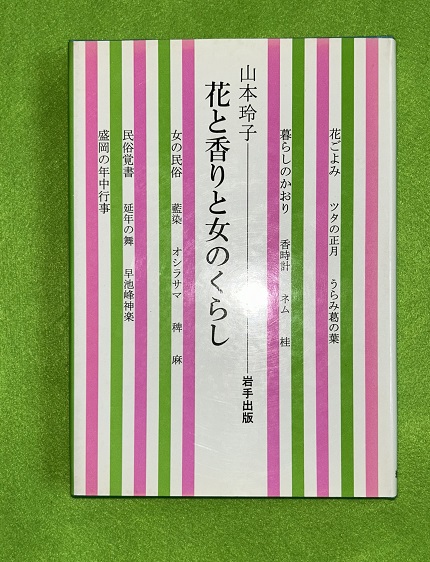 花ごよみ　ツタの正月　うらみ葛の葉
暮らしのかおり　香時計　ネム　桂
山本玲子
花と香りと女のくらし
岩手出版
女の民俗　藍染　オシラサマ　稗　麻
民俗覚書　延年の舞　早池峰神楽
盛岡の年中行事